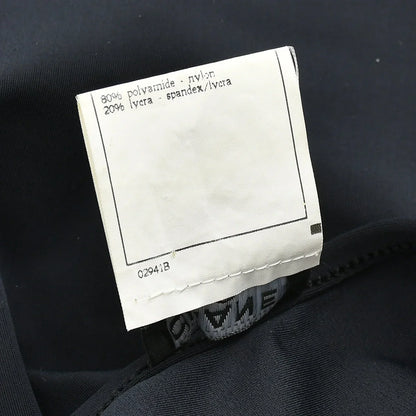 80% polyamide - nylon
20% lycra - spandex/lycra
02941B